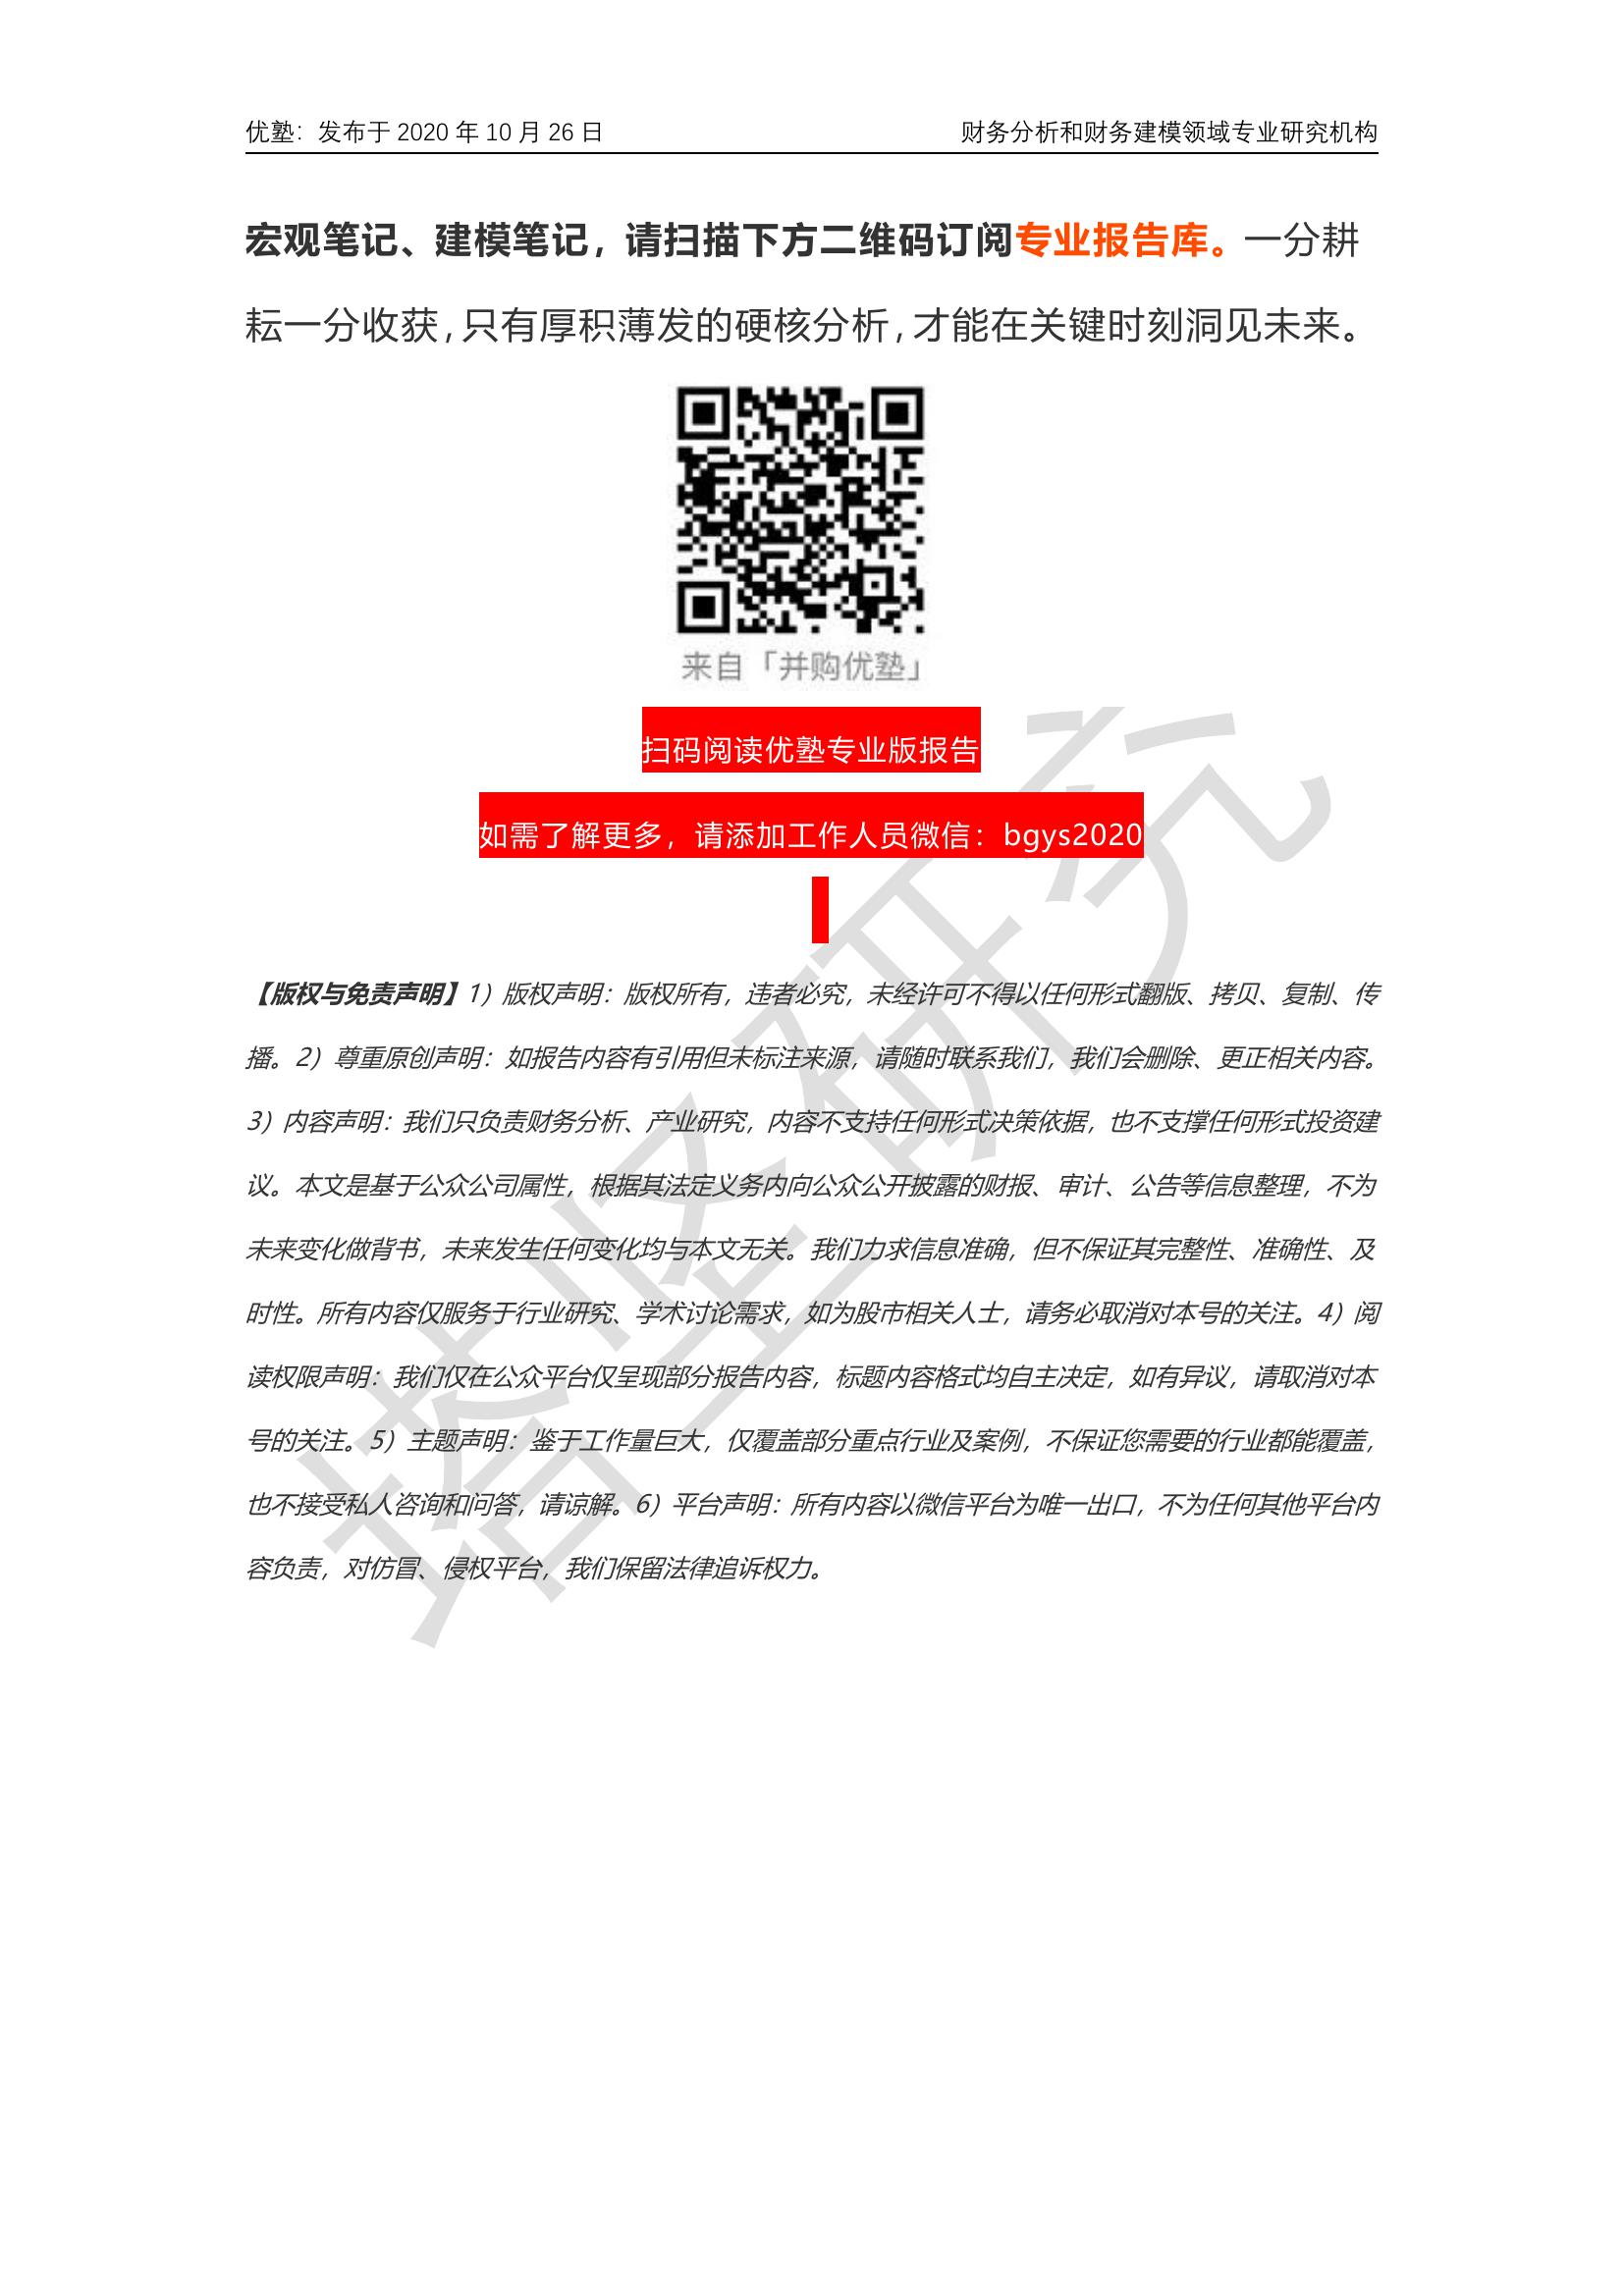 优塾：发布于 2020 年 10 月 26 日 财务分析和财务建模领域专业研究机构
宏观笔记、建模笔记，请扫描下方二维码订阅专业报告库。一分耕
耘一分收获，只有厚积薄发的硬核分析，才能在关键时刻洞见未来。
来自「并购优塾」
扫码阅读优塾专业版报告
如需了解更多，请添加工作人员微信：bgys2020
【版权与免责声明】1）版权声明：版权所有，违者必究，未经许可不得以任何形式翻版、拷贝、复制、传
播。2）尊重原创声明：如报告内容有引用但未标注来源，请随时联系我们，我们会删除、更正相关内容。
3）内容声明：我们只负责财务分析、产业研究，内容不支持任何形式决策依据，也不支撑任何形式投资建
议。本文是基于公众公司属性，根据其法定义务内向公众公开披露的财报、审计、公告等信息整理，不为
未来变化做背书，未来发生任何变化均与本文无关。我们力求信息准确，但不保证其完整性、准确性、及
时性。所有内容仅服务于行业研究、学术讨论需求，如为股市相关人士，请务必取消对本号的关注。4）阅
读权限声明：我们仅在公众平台仅呈现部分报告内容，标题内容格式均自主决定，如有异议，请取消对本
号的关注。5）主题声明：鉴于工作量巨大，仅覆盖部分重点行业及案例，不保证您需要的行业都能覆盖，
也不接受私人咨询和问答，请谅解。6）平台声明：所有内容以微信平台为唯一出口，不为任何其他平台内
容负责，对仿冒、侵权平台，我们保留法律追诉权力。
塔坚研究